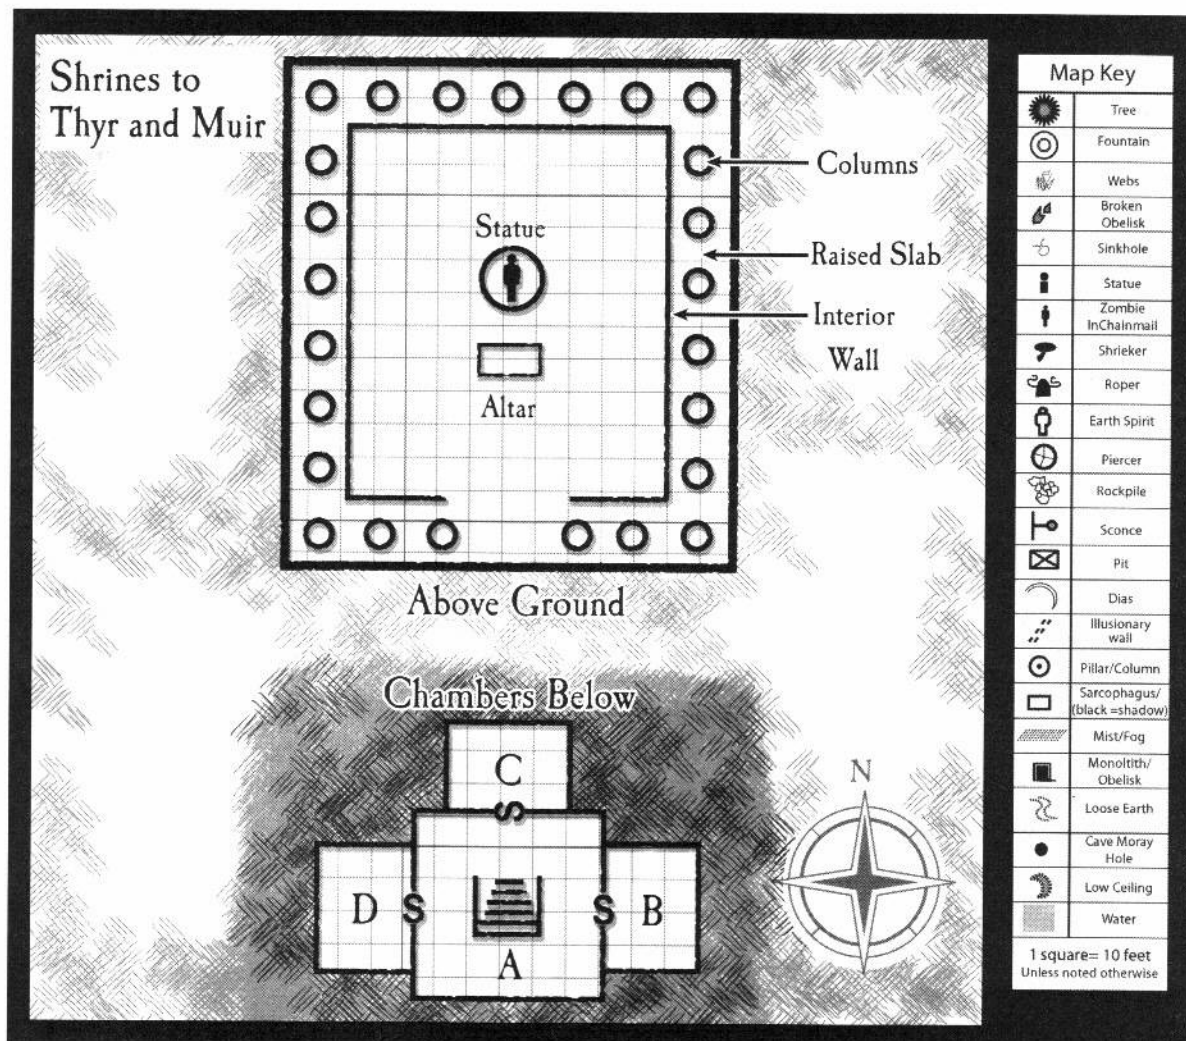 Shrines to
Thyr and Muir
Columns
Statue
Raised Slab
Interior
Wall
Altar
Above Ground
Chambers Below
C
S
D
S
S
B
A
N
Map Key
Tree
Fountain
Webs
Broken
Obelisk
Sinkhole
Statue
Zombie
InChainmail
Shrieker
Roper
Earth Spirit
Piercer
Rockpile
Sconce
Pit
Dias
Illusionary
wall
Pillar/Column
Sarcophagus/
(black =shadow)
Mist/Fog
Monoltith/
Obelisk
Loose Earth
Cave Moray
Hole
Low Ceiling
Water
1 square= 10 feet
Unless noted otherwise